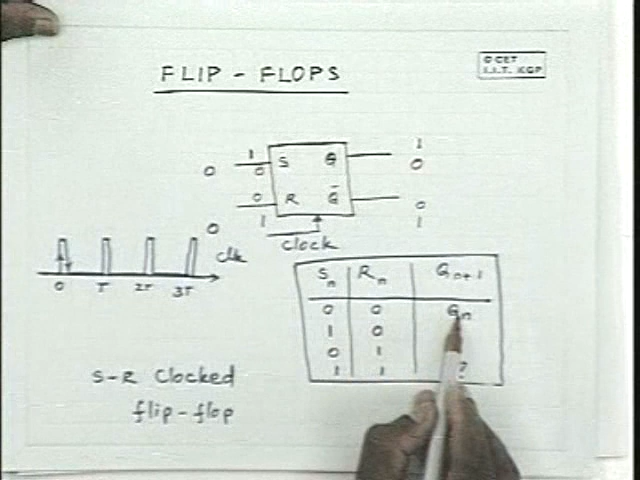 FLIP - FLOPS
© CET
I.I.T. KGP
1 1
0 S Q 0
0
0 R Q̅ 0
0 1 1
clock
clk
0 T 2T 3T
Sn Rn Qn+1
0 0 Qn
1 0
0 1
1 1 ?
S-R Clocked
flip-flop